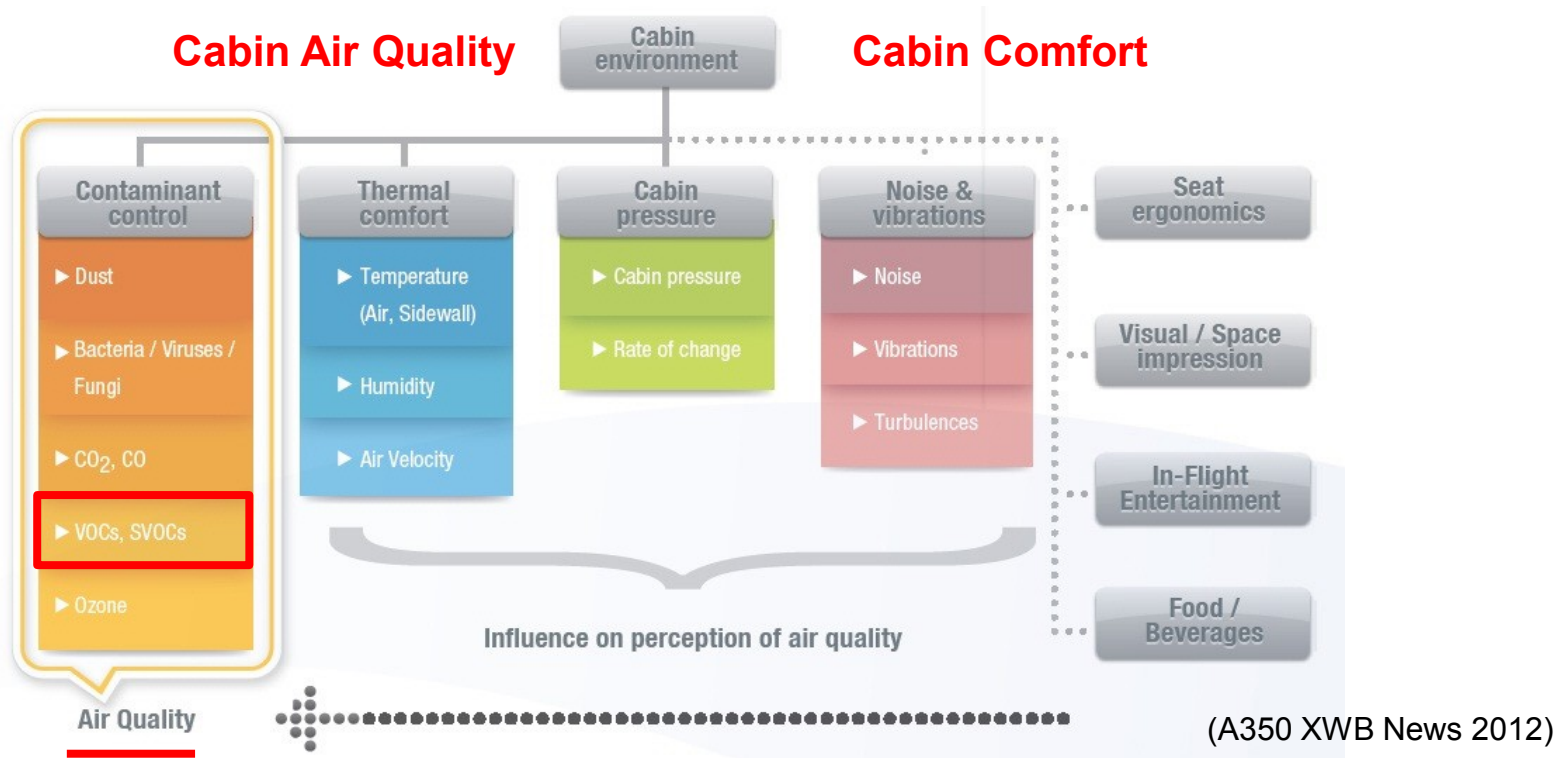 Cabin Air Quality
Cabin
environment
Cabin Comfort
Contaminant
control
▶ Dust
▶ Bacteria / Viruses /
Fungi
▶ CO₂, CO
▶ VOCs, SVOCs
▶ Ozone
Air Quality
Thermal
comfort
▶ Temperature
(Air, Sidewall)
▶ Humidity
▶ Air Velocity
Cabin
pressure
▶ Cabin pressure
▶ Rate of change
Noise &
vibrations
▶ Noise
▶ Vibrations
▶ Turbulences
Influence on perception of air quality
Seat
ergonomics
Visual / Space
impression
In-Flight
Entertainment
Food /
Beverages
(A350 XWB News 2012)